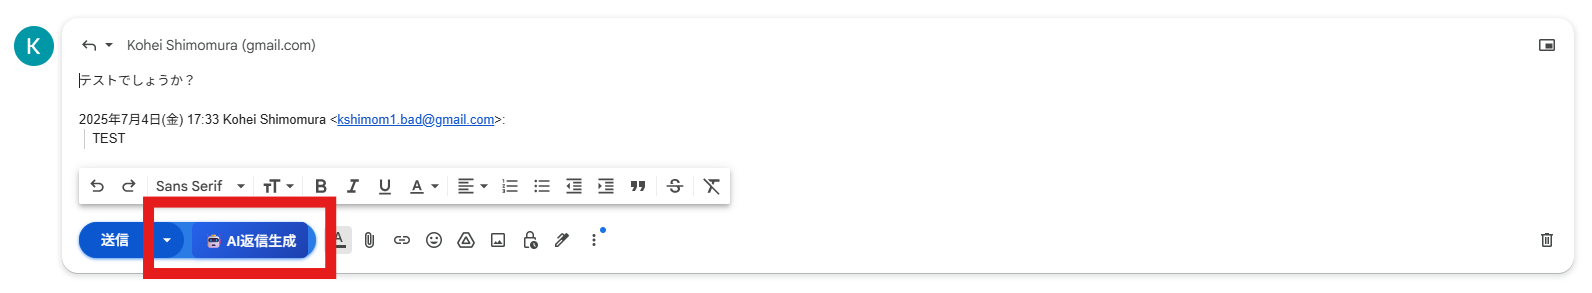 K
Kohei Shimomura (gmail.com)
テストでしょうか？
2025年7月4日(金) 17:33 Kohei Shimomura <kshimom1.bad@gmail.com>:
TEST
Sans Serif
送信 AI返信生成